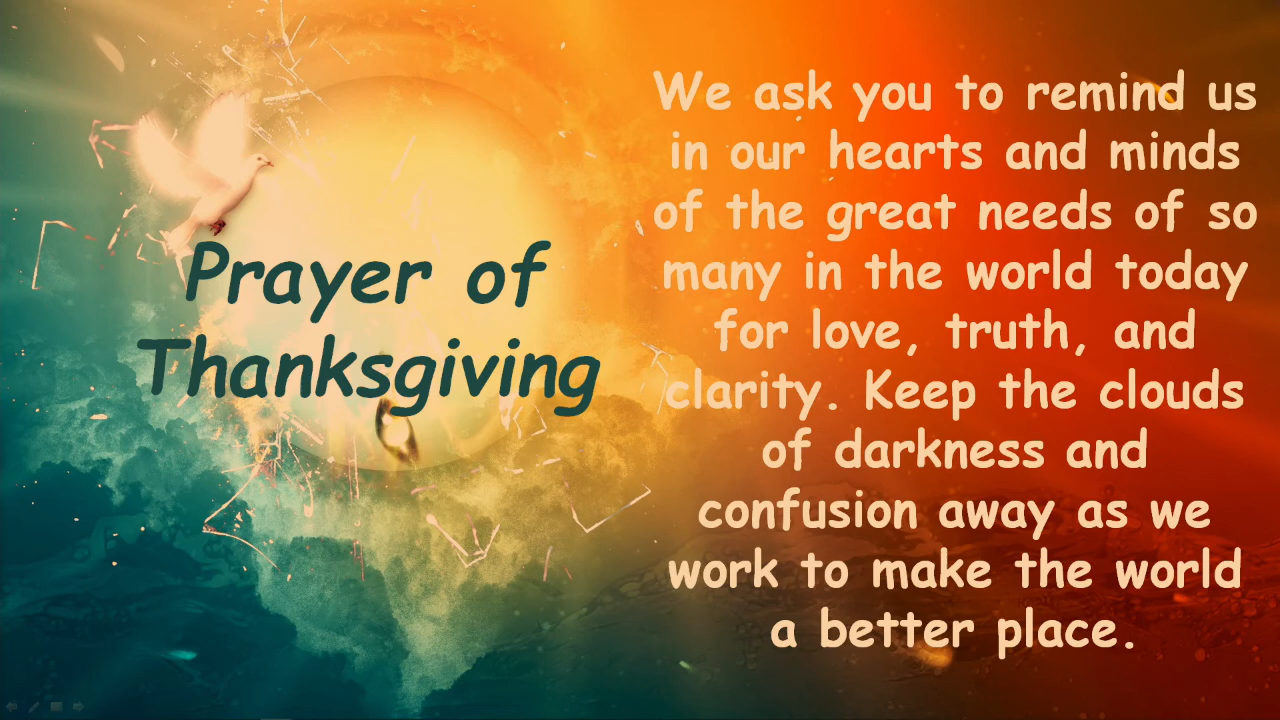 Prayer of
Thanksgiving
We ask you to remind us
in our hearts and minds
of the great needs of so
many in the world today
for love, truth, and
clarity. Keep the clouds
of darkness and
confusion away as we
work to make the world
a better place.